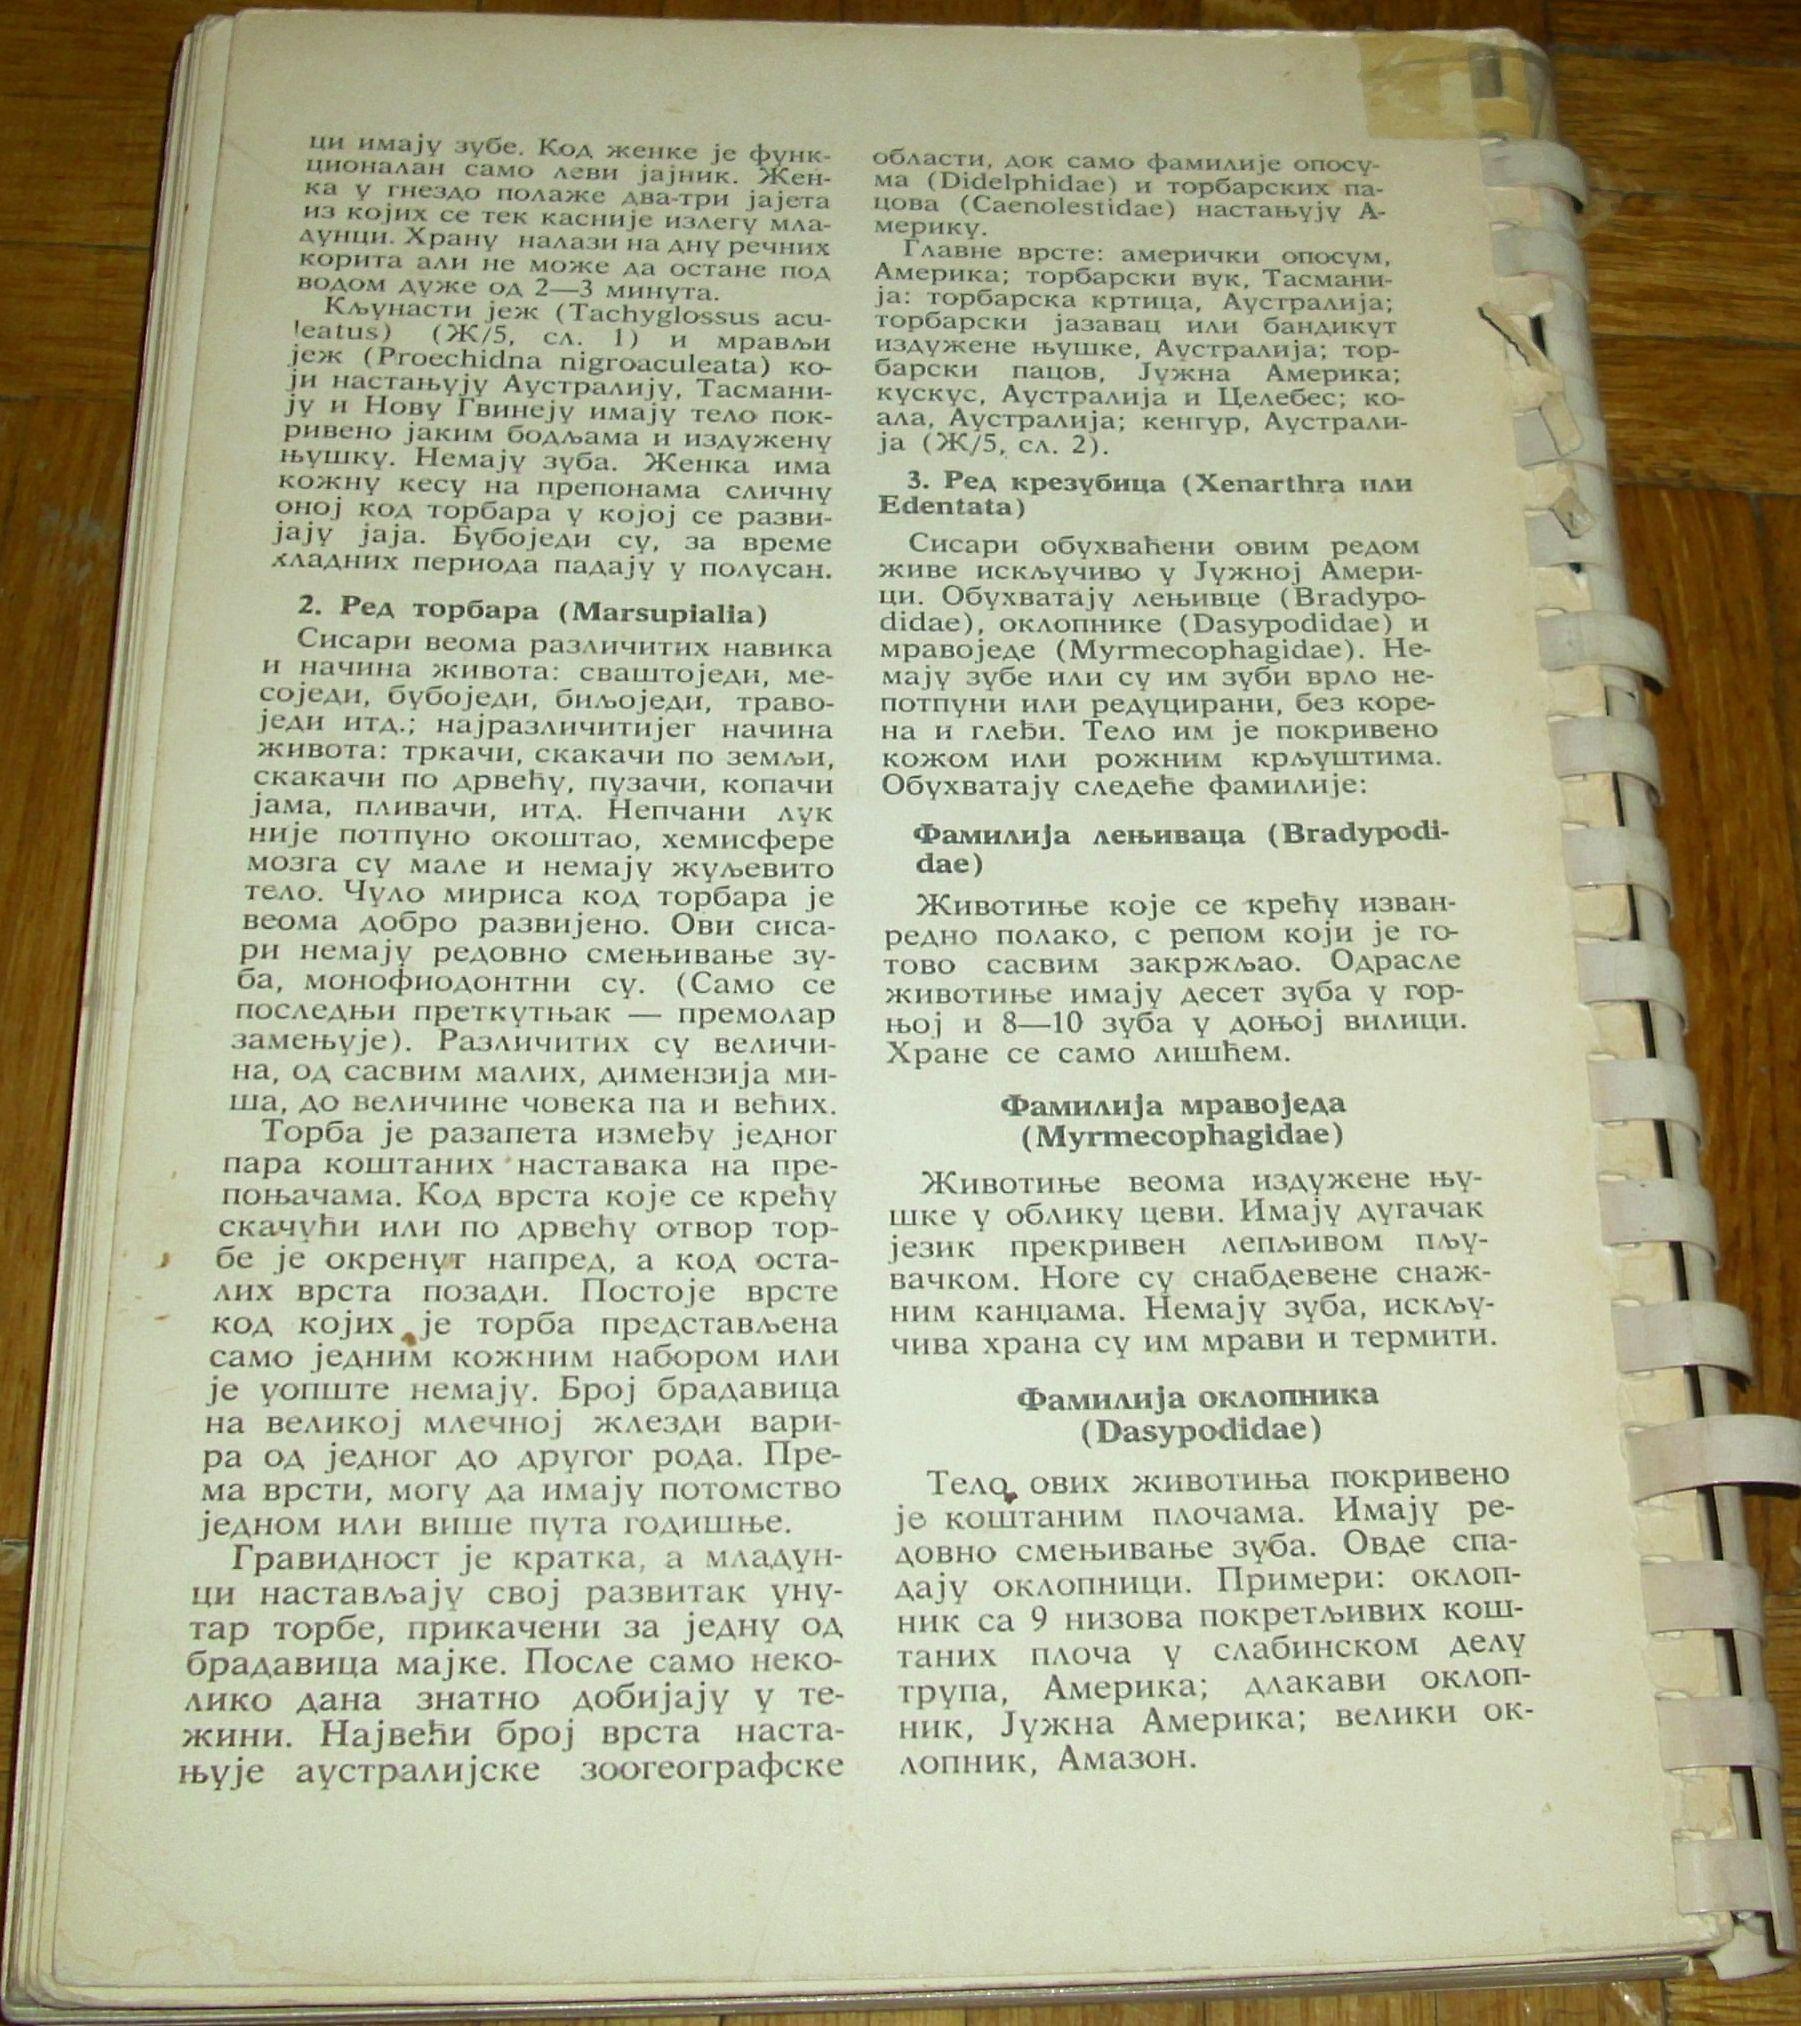 ци имају зубе. Код женке је функ-
ционалан само леви јајник. Жен-
ка у гнездо полаже два-три јајета
из којих се тек касније излегу мла-
дунци. Храну налази на дну речних
корита али не може да остане под
водом дуже од 2—3 минута.
Кљунасти јеж (Tachyglossus acu-
leatus) (Ж/5, сл. 1) и мрављи
јеж (Proechidna nigroaculeata) ко-
ји настањују Аустралију, Тасмани-
ју и Нову Гвинеју имају тело пок-
ривено јаким бодљама и издужену
њушку. Немају зуба. Женка има
кожну кесу на препонама сличну
оној код торбара у којој се разви-
јају јаја. Бубоједи су, за време
хладних периода падају у полусан.
2. Ред торбара (Marsupialia)
Сисари веома различитих навика
и начина живота: сваштоједи, ме-
соједи, бубоједи, биљоједи, траво-
једи итд.; најразличитијег начина
живота: тркачи, скакачи по земљи,
скакачи по дрвећу, пузачи, копачи
јама, пливачи, итд. Непчани лук
није потпуно окоштао, хемисфере
мозга су мале и немају жуљевито
тело. Чуло мириса код торбара је
веома добро развијено. Ови сиса-
ри немају редовно смењивање зу-
ба, монофиодонтни су. (Само се
последњи преткутњак — премолар
замењује). Различитих су величи-
на, од сасвим малих, димензија ми-
ша, до величине човека па и већих.
Торба је разапета између једног
пара коштаних наставака на пре-
поњачама. Код врста које се крећу
скачући или по дрвећу отвор тор-
бе је окренут напред, а код оста-
лих врста позади. Постоје врсте
код којих је торба представљена
само једним кожним набором или
је уопште немају. Број брадавица
на великој млечној жлезди вари-
ра од једног до другог рода. Пре-
ма врсти, могу да имају потомство
једном или више пута годишње.
Гравидност је кратка, а младун-
ци настављају свој развитак уну-
тар торбе, прикачени за једну од
брадавица мајке. После само неко-
лико дана знатно добијају у те-
жини. Највећи број врста наста-
њује аустралијске зоогеографске
области, док само фамилије опосу-
ма (Didelphidae) и торбарских па-
цова (Caenolestidae) настањују А-
мерику.
Главне врсте: амерички опосум,
Америка; торбарски вук, Тасмани-
ја: торбарска кртица, Аустралија;
торбарски јазавац или бандикут
издужене њушке, Аустралија; тор-
барски пацов, Јужна Америка;
кускус, Аустралија и Целебес; ко-
ала, Аустралија; кенгур, Аустрали-
ја (Ж/5, сл. 2).
3. Ред крезубица (Xenarthra или
Edentata)
Сисари обухваћени овим редом
живе искључиво у Јужној Амери-
ци. Обухватају лењивце (Bradypo-
didae), оклопнике (Dasypodidae) и
мравоједе (Myrmecophagidae). Не-
мају зубе или су им зуби врло не-
потпуни или редуцирани, без коре-
на и глеђи. Тело им је покривено
кожом или рожним крљуштима.
Обухватају следеће фамилије:
Фамилија лењиваца (Bradypodi-
dae)
Животиње које се крећу изван-
редно полако, с репом који је го-
тово сасвим закржљао. Одрасле
животиње имају десет зуба у гор-
њој и 8—10 зуба у доњој вилици.
Хране се само лишћем.
Фамилија мравоједа
(Myrmecophagidae)
Животиње веома издужене њу-
шке у облику цеви. Имају дугачак
језик прекривен лепљивом пљу-
вачком. Ноге су снабдевене снаж-
ним канџама. Немају зуба, искљу-
чива храна су им мрави и термити.
Фамилија оклопника
(Dasypodidae)
Тело ових животиња покривено
је коштаним плочама. Имају ре-
довно смењивање зуба. Овде спа-
дају оклопници. Примери: оклоп-
ник са 9 низова покретљивих кош-
таних плоча у слабинском делу
трупа, Америка; длакави оклоп-
ник, Јужна Америка; велики ок-
лопник, Амазон.